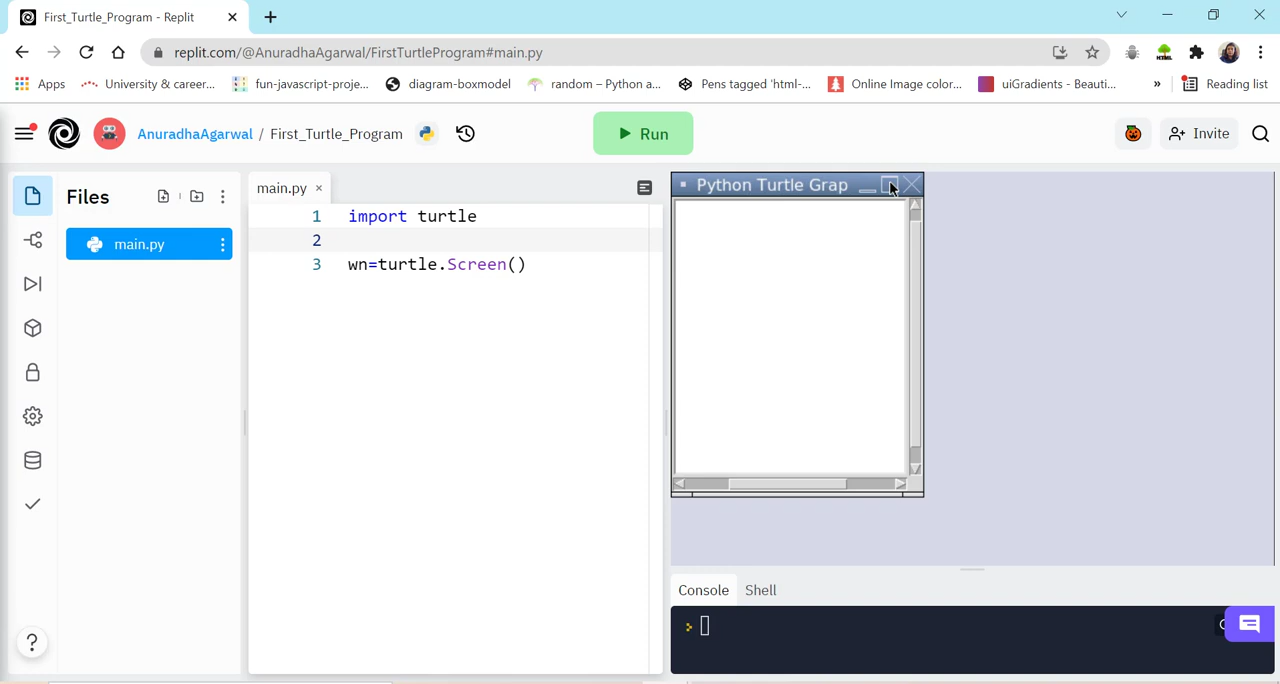 First_Turtle_Program - Replit
replit.com/@AnuradhaAgarwal/FirstTurtleProgram#main.py
Apps University & career... fun-javascript-proje... diagram-boxmodel random – Python a... Pens tagged 'html-... Online Image color... uiGradients - Beauti... » Reading list
AnuradhaAgarwal / First_Turtle_Program Run Invite
Files
main.py
main.py
1 import turtle
2
3 wn=turtle.Screen()
Python Turtle Grap
Console Shell
?